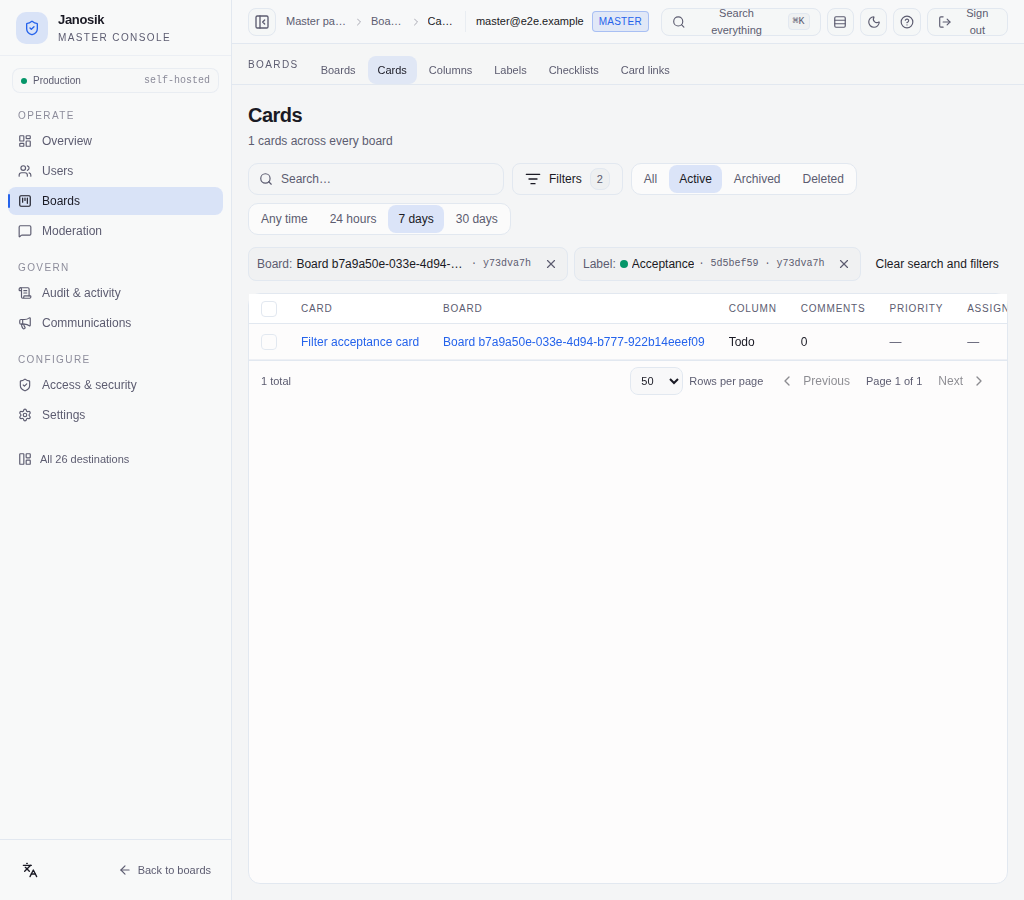 Janosik
MASTER CONSOLE
Production self-hosted
OPERATE
Overview
Users
Boards
Moderation
GOVERN
Audit & activity
Communications
CONFIGURE
Access & security
Settings
All 26 destinations
Back to boards
Master pa… Boa… Ca… master@e2e.example MASTER Search everything ⌘K Sign out
BOARDS Boards Cards Columns Labels Checklists Card links
Cards
1 cards across every board
Search… Filters 2 All Active Archived Deleted
Any time 24 hours 7 days 30 days
Board: Board b7a9a50e-033e-4d94-… · y73dva7h Label: Acceptance · 5d5bef59 · y73dva7h Clear search and filters
CARD BOARD COLUMN COMMENTS PRIORITY ASSIGN
Filter acceptance card Board b7a9a50e-033e-4d94-b777-922b14eeef09 Todo 0 — —
1 total 50 Rows per page Previous Page 1 of 1 Next